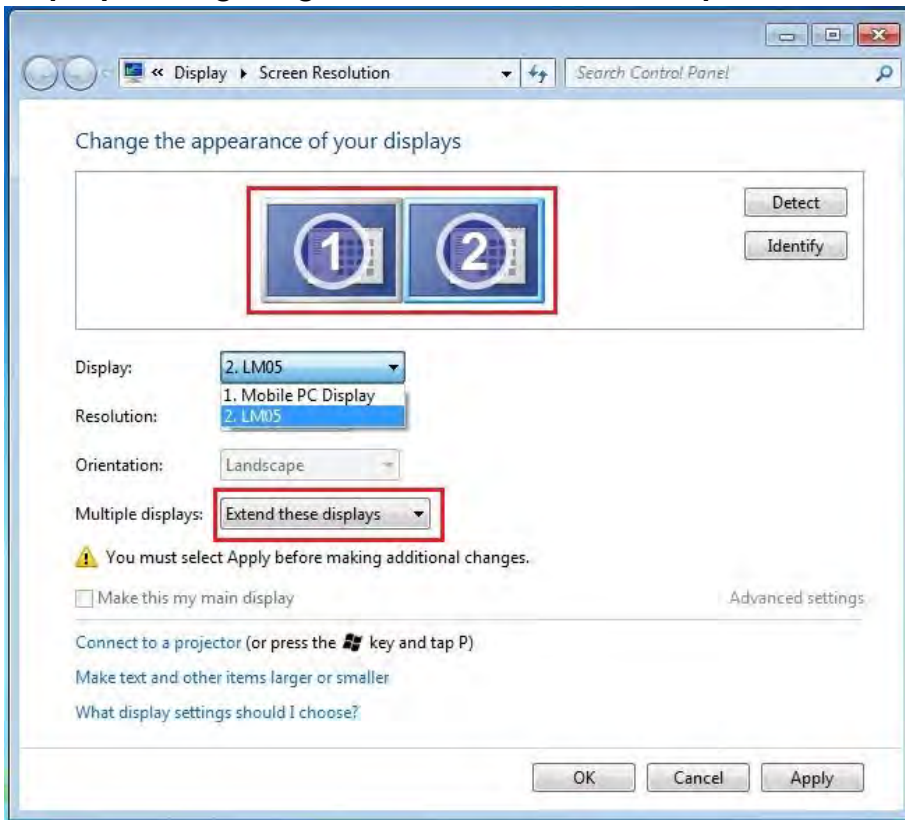 « Display ▸ Screen Resolution
Search Control Panel
Change the appearance of your displays
1
2
Detect
Identify
Display:
2. LM05
1. Mobile PC Display
2. LM05
Resolution:
Orientation:
Landscape
Multiple displays:
Extend these displays
You must select Apply before making additional changes.
Make this my main display
Advanced settings
Connect to a projector (or press the key and tap P)
Make text and other items larger or smaller
What display settings should I choose?
OK
Cancel
Apply